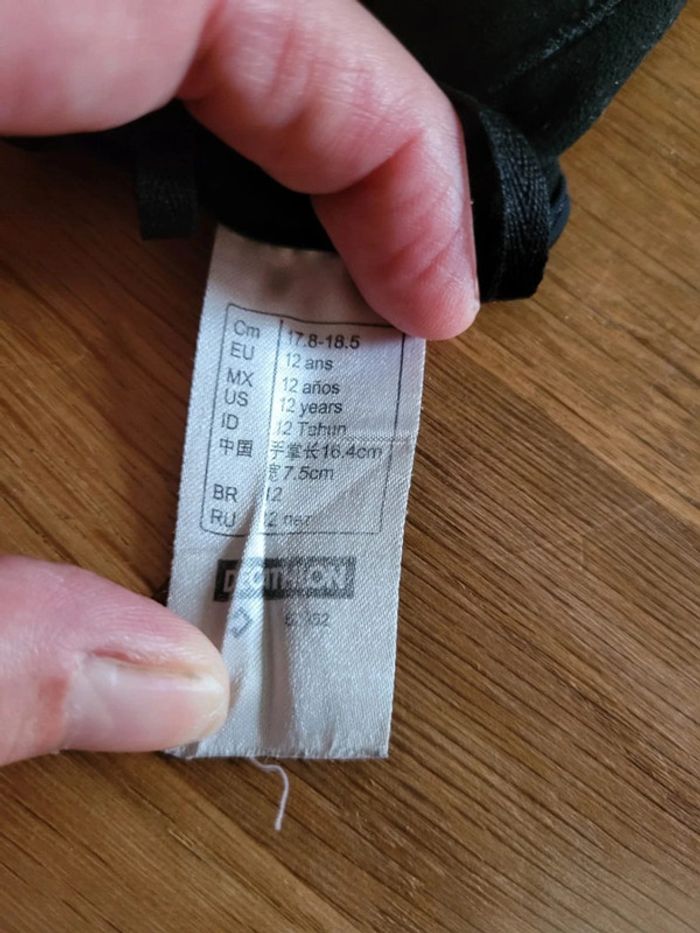 Cm 17.8-18.5
EU 12 ans
MX 12 años
US 12 years
ID 12 Tahun
中国 手掌长16.4cm
宽7.5cm
BR 12
RU 12 лет
DECATHLON